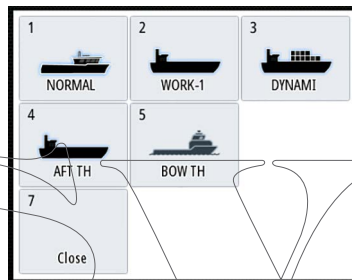 1
NORMAL
2
WORK-1
3
DYNAMI
4
AFT TH
5
BOW TH
7
Close